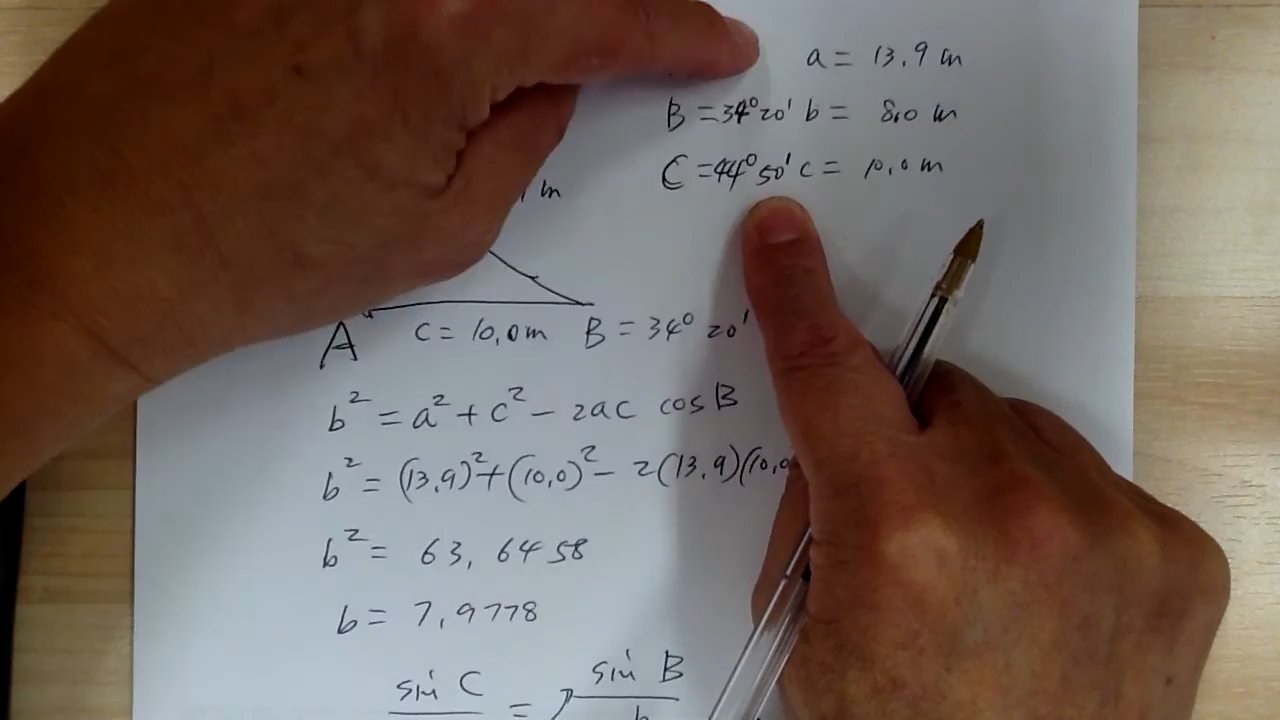 a = 13.9 m
B = 34° 20' b = 8.0 m
C = 44° 50' c = 10.0 m
m
A c = 10.0 m B = 34° 20'
b² = a² + c² - 2ac cos B
b² = (13.9)² + (10.0)² - 2(13.9)(10.0
b² = 63.6458
b = 7.9778
sin C = sin B
b